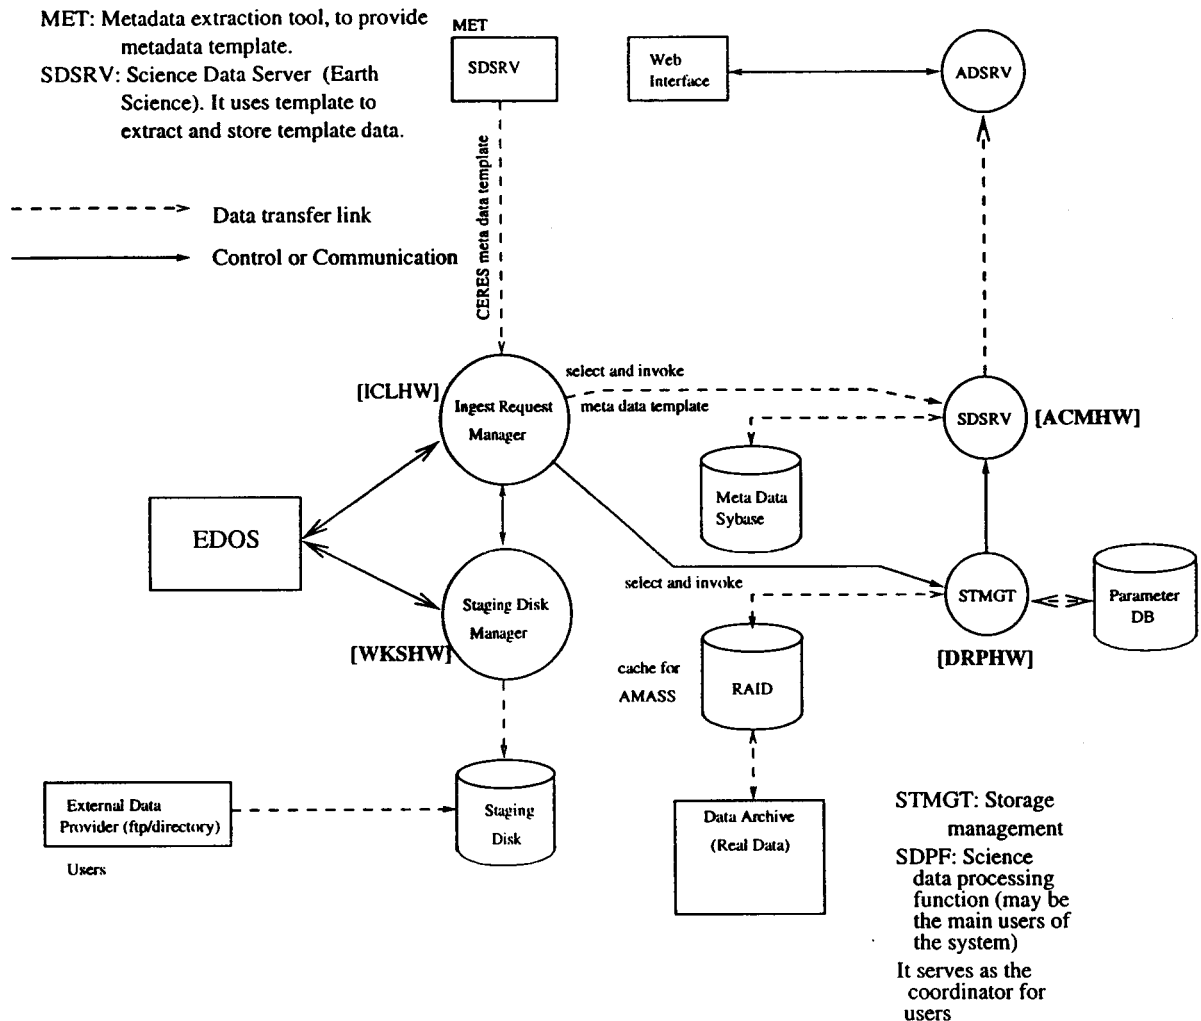 MET: Metadata extraction tool, to provide
metadata template.
SDSRV: Science Data Server (Earth
Science). It uses template to
extract and store template data.
Data transfer link
Control or Communication
MET
SDSRV
CERES meta data template
Web
Interface
ADSRV
[ICLHW]
Ingest Request
Manager
select and invoke
meta data template
SDSRV
[ACMHW]
Meta Data
Sybase
EDOS
Staging Disk
Manager
[WKSHW]
select and invoke
STMGT
[DRPHW]
Parameter
DB
cache for
AMASS
RAID
External Data
Provider (ftp/directory)
Users
Staging
Disk
Data Archive
(Real Data)
STMGT: Storage
management
SDPF: Science
data processing
function (may be
the main users of
the system)
It serves as the
coordinator for
users